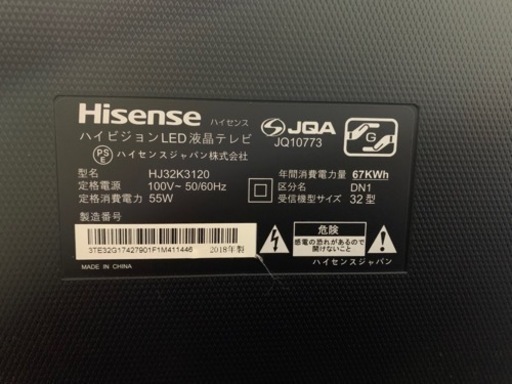 Hisense ハイセンス
ハイビジョンLED液晶テレビ
PS
E
ハイセンスジャパン株式会社
JQA
JQ10773
G
型名 HJ32K3120
定格電源 100V~ 50/60Hz
定格消費電力 55W
年間消費電力量 67KWh
区分名 DN1
受信機型サイズ 32型
製造番号
3TE32G17427901F1M411446
2018年製
MADE IN CHINA
危険
感電の恐れがあるので
開けないこと
ハイセンスジャパン